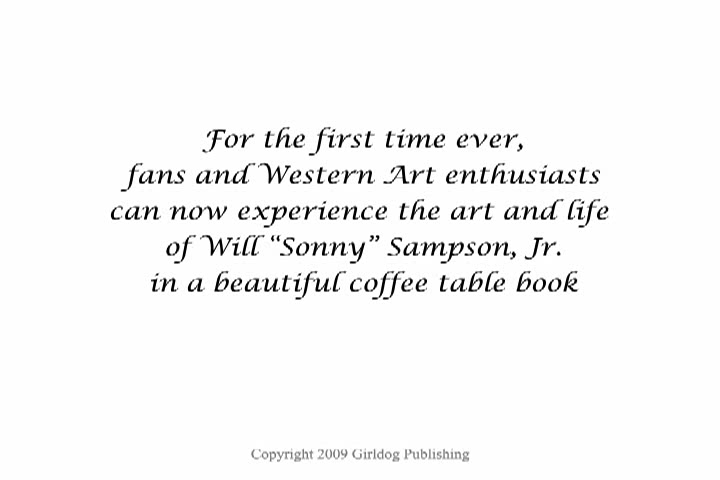 For the first time ever,
fans and Western Art enthusiasts
can now experience the art and life
of Will “Sonny” Sampson, Jr.
in a beautiful coffee table book
Copyright 2009 Girldog Publishing